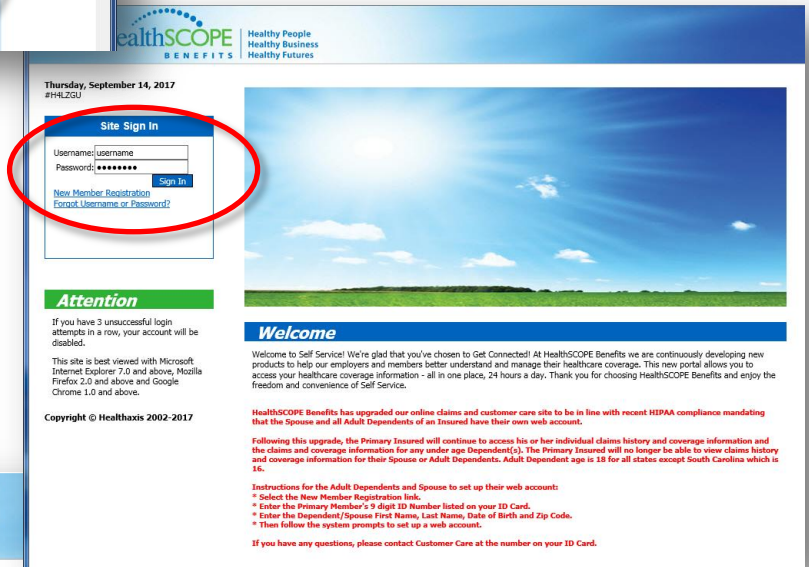 ealthSCOPE
BENEFITS
Healthy People
Healthy Business
Healthy Futures
Thursday, September 14, 2017
#H4LZGU
Site Sign In
Username: username
Password: ••••••••
Sign In
New Member Registration
Forgot Username or Password?
Attention
If you have 3 unsuccessful login
attempts in a row, your account will be
disabled.
This site is best viewed with Microsoft
Internet Explorer 7.0 and above, Mozilla
Firefox 2.0 and above and Google
Chrome 1.0 and above.
Copyright © Healthaxis 2002-2017
Welcome
Welcome to Self Service! We're glad that you've chosen to Get Connected! At HealthSCOPE Benefits we are continuously developing new
products to help our employers and members better understand and manage their healthcare coverage. This new portal allows you to
access your healthcare coverage information - all in one place, 24 hours a day. Thank you for choosing HealthSCOPE Benefits and enjoy the
freedom and convenience of Self Service.
HealthSCOPE Benefits has upgraded our online claims and customer care site to be in line with recent HIPAA compliance mandating
that the Spouse and all Adult Dependents of an Insured have their own web account.
Following this upgrade, the Primary Insured will continue to access his or her individual claims history and coverage information and
the claims and coverage information for any under age Dependent(s). The Primary Insured will no longer be able to view claims history
and coverage information for their Spouse or Adult Dependents. Adult Dependent age is 18 for all states except South Carolina which is
16.
Instructions for the Adult Dependents and Spouse to set up their web account:
* Select the New Member Registration link.
* Enter the Primary Member's 9 digit ID Number listed on your ID Card.
* Enter the Dependent/Spouse First Name, Last Name, Date of Birth and Zip Code.
* Then follow the system prompts to set up a web account.
If you have any questions, please contact Customer Care at the number on your ID Card.